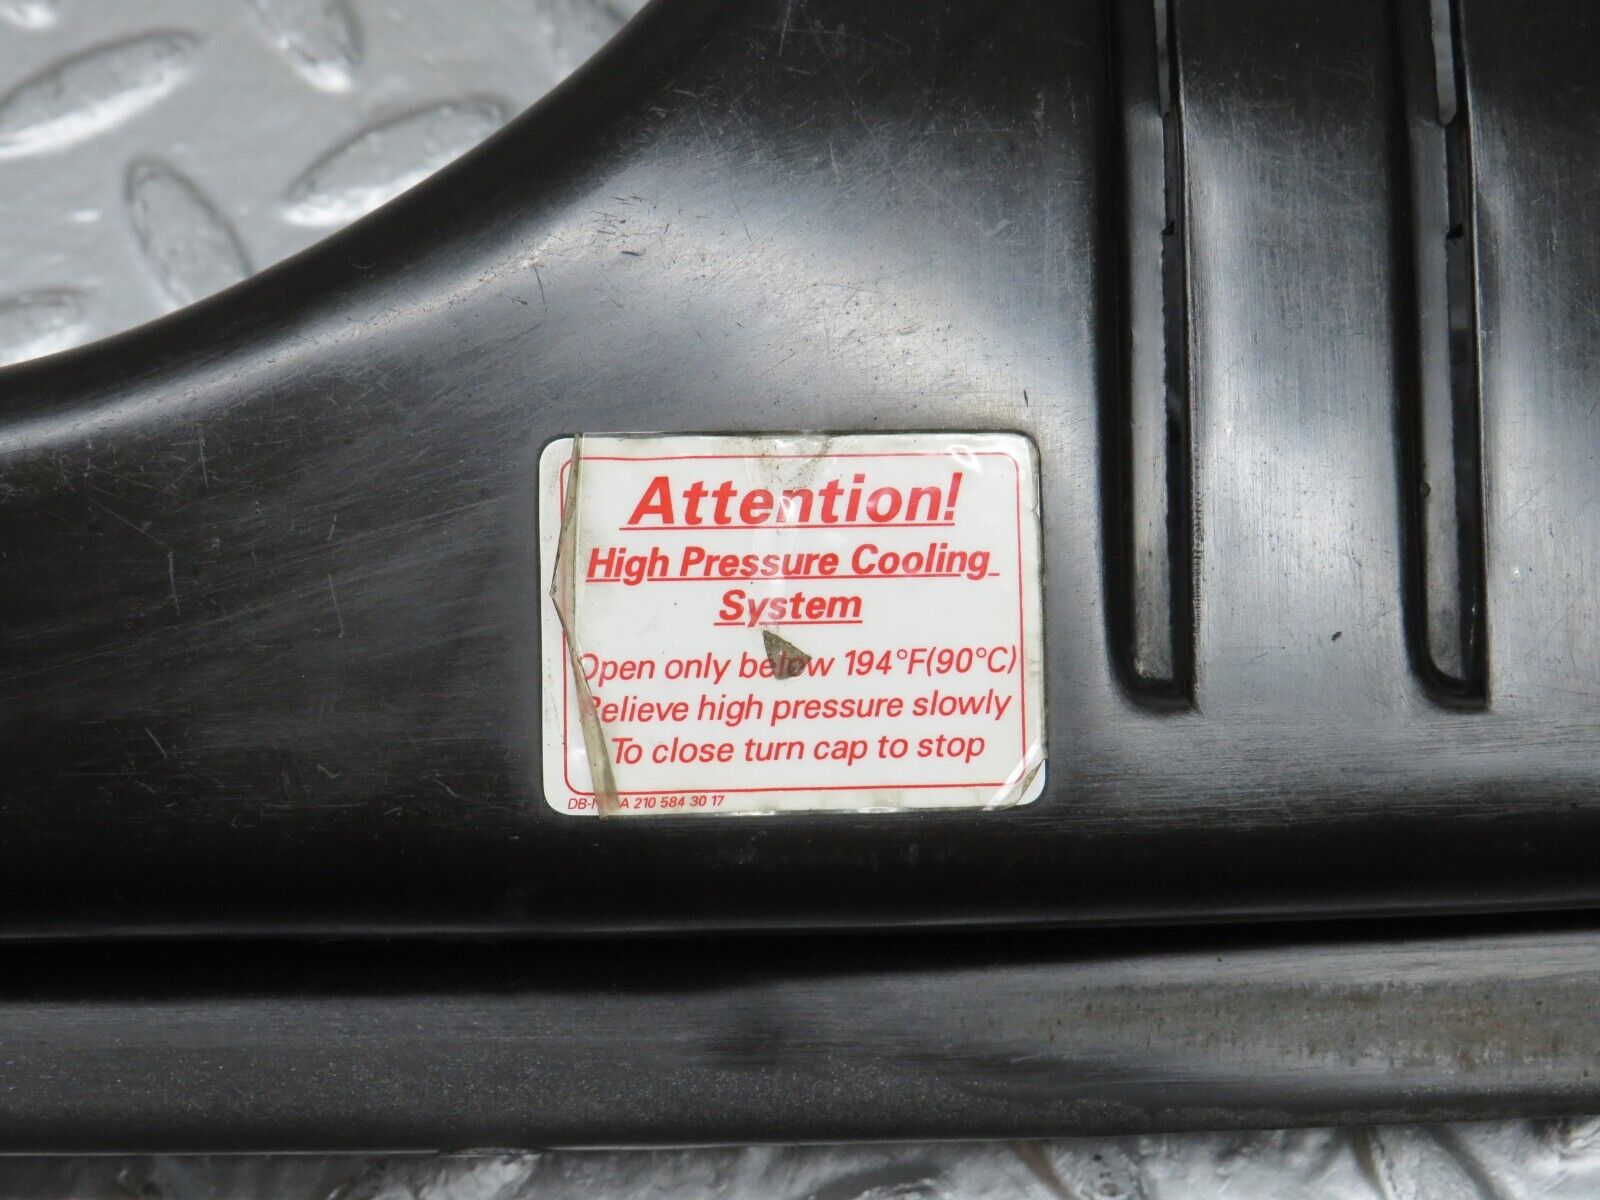 Attention!
High Pressure Cooling
System
Open only below 194°F(90°C)
Relieve high pressure slowly
To close turn cap to stop
A 210 584 30 17